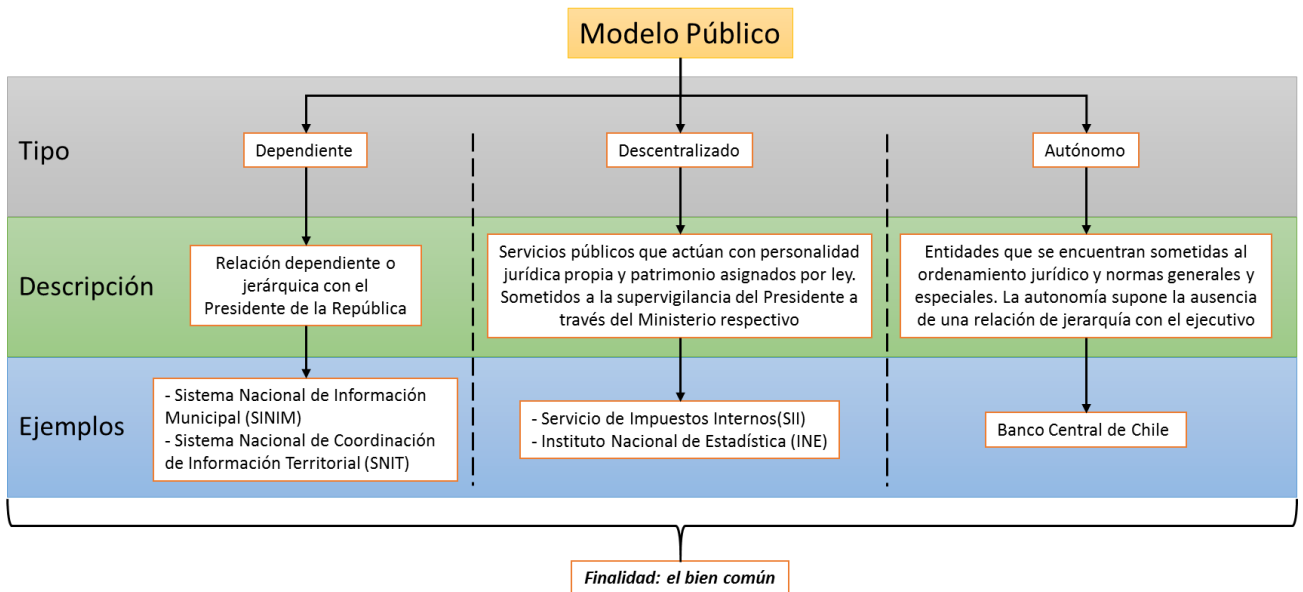 Modelo Público
Tipo
Dependiente
Descentralizado
Autónomo
Descripción
Relación dependiente o
jerárquica con el
Presidente de la República
Servicios públicos que actúan con personalidad
jurídica propia y patrimonio asignados por ley.
Sometidos a la supervigilancia del Presidente a
través del Ministerio respectivo
Entidades que se encuentran sometidas al
ordenamiento jurídico y normas generales y
especiales. La autonomía supone la ausencia
de una relación de jerarquía con el ejecutivo
Ejemplos
- Sistema Nacional de Información
Municipal (SINIM)
- Sistema Nacional de Coordinación
de Información Territorial (SNIT)
- Servicio de Impuestos Internos(SII)
- Instituto Nacional de Estadística (INE)
Banco Central de Chile
Finalidad: el bien común